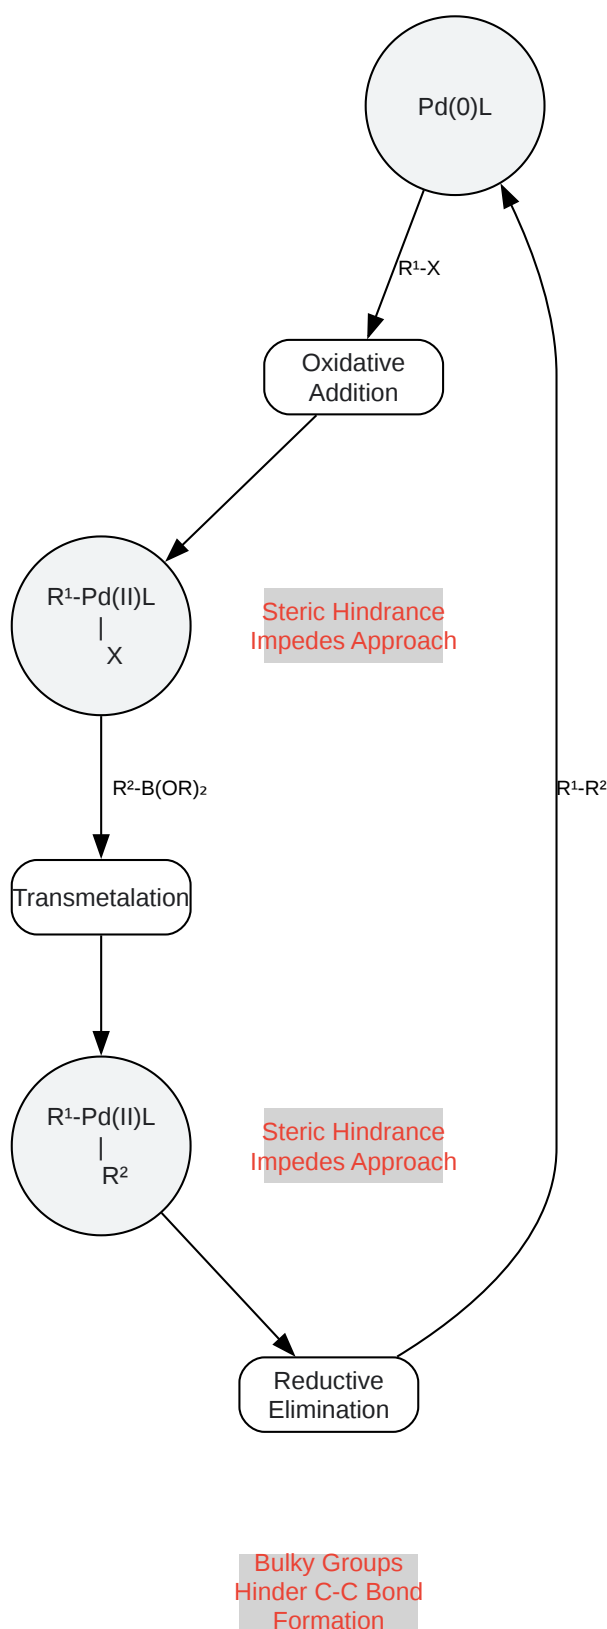 Pd(0)L
R¹-X
Oxidative
Addition
R¹-Pd(II)L
|
X
Steric Hindrance
Impedes Approach
R²-B(OR)₂
R¹-R²
Transmetalation
R¹-Pd(II)L
|
R²
Steric Hindrance
Impedes Approach
Reductive
Elimination
Bulky Groups
Hinder C-C Bond
Formation